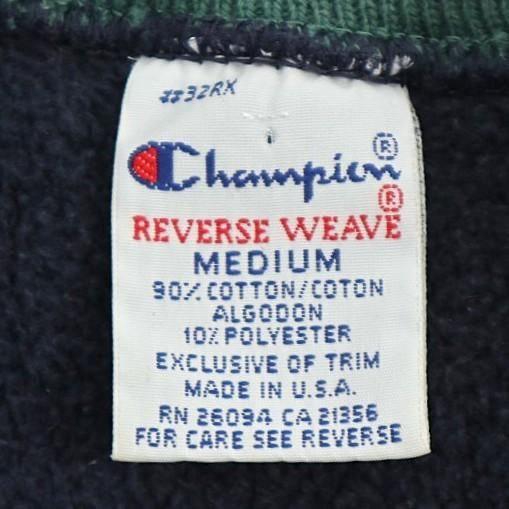 #32RX
Champion®
REVERSE WEAVE®
MEDIUM
90% COTTON/COTON
ALGODON
10% POLYESTER
EXCLUSIVE OF TRIM
MADE IN U.S.A.
RN 26094 CA 21356
FOR CARE SEE REVERSE